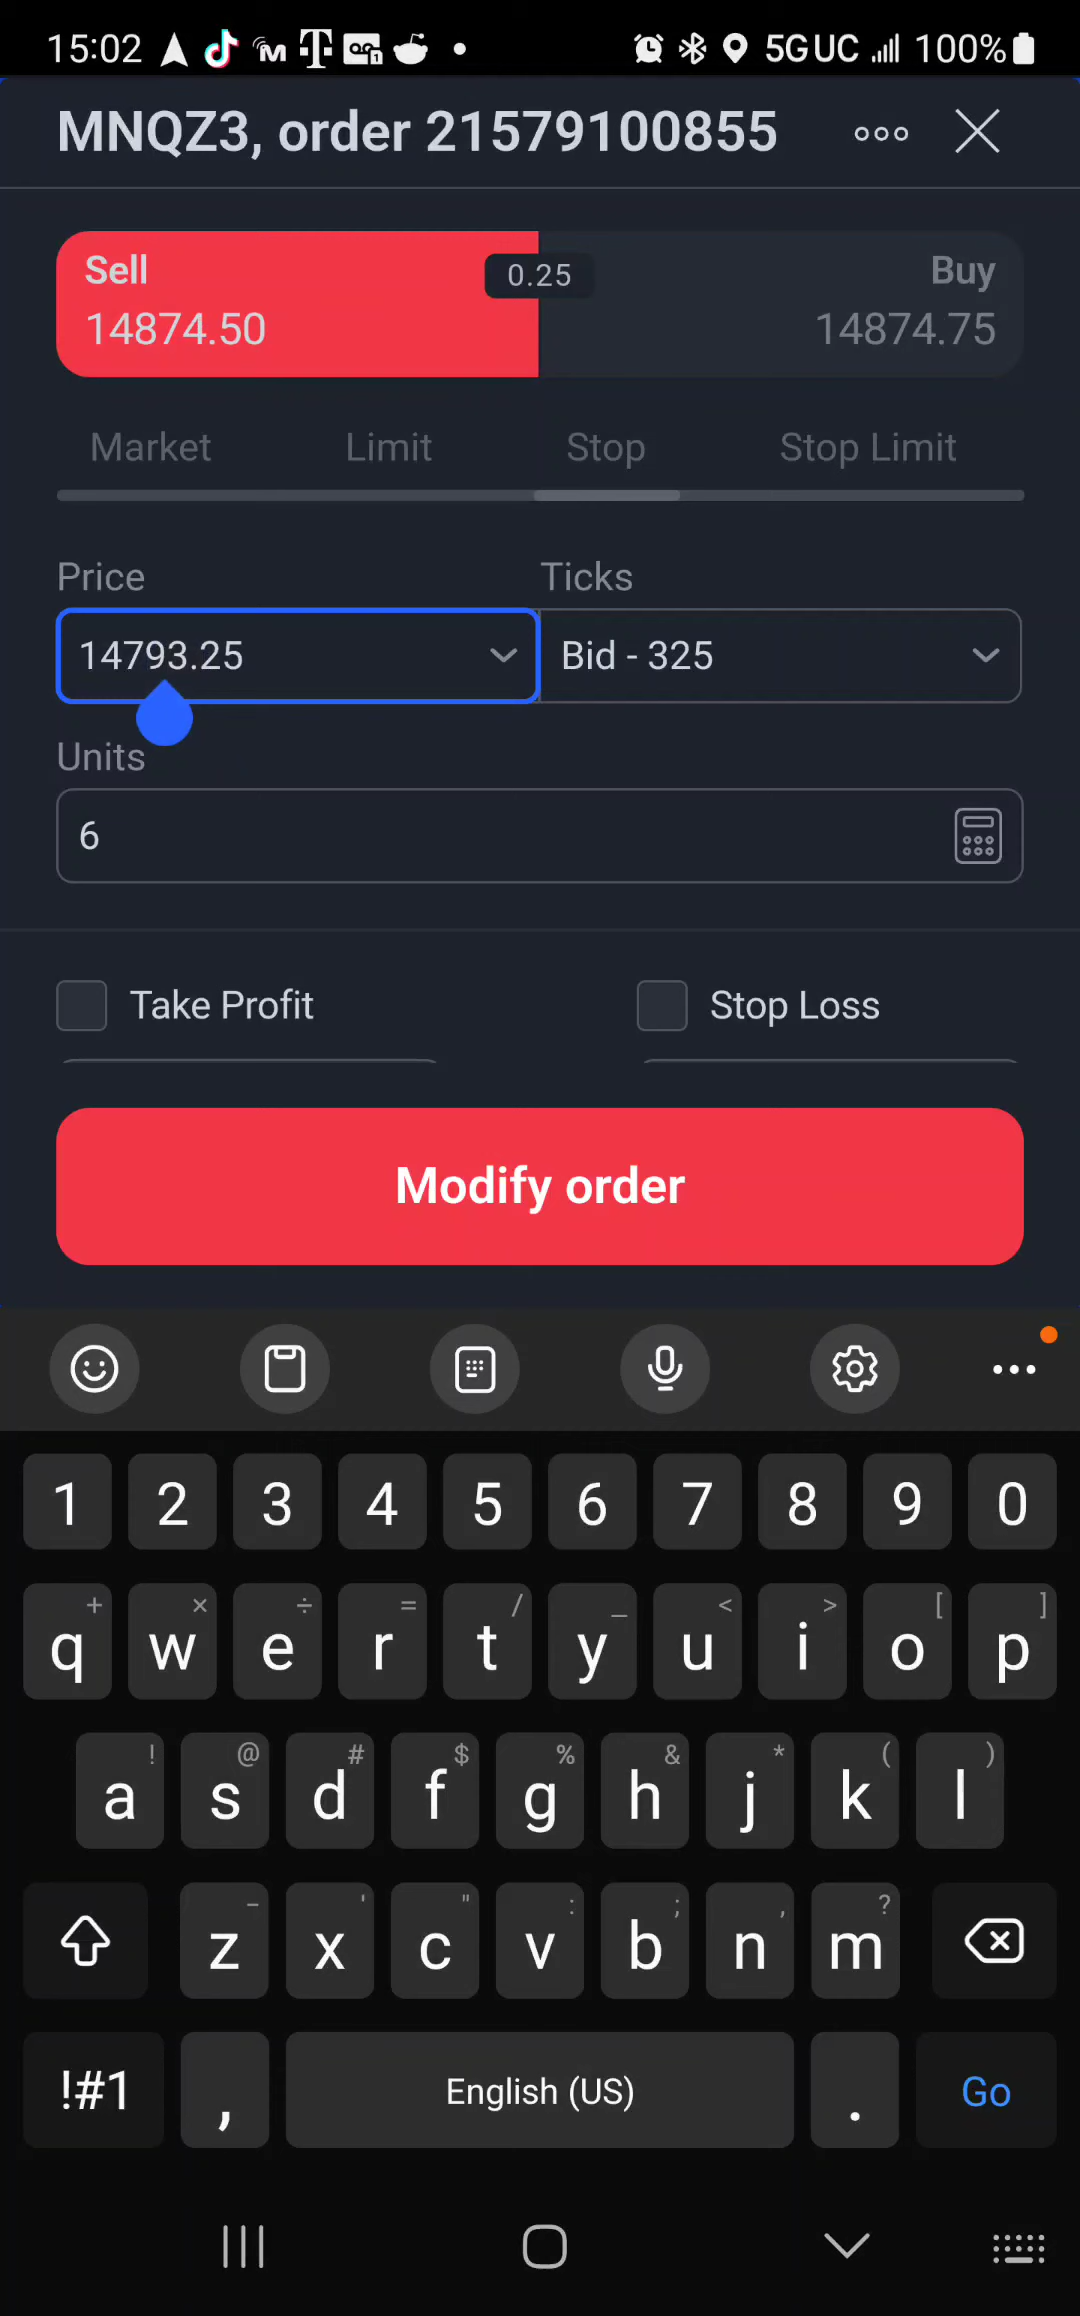 15:02 5G UC 100%
MNQZ3, order 21579100855
Sell 0.25 Buy
14874.50 14874.75
Market Limit Stop Stop Limit
Price Ticks
14793.25 Bid - 325
Units
6
Take Profit Stop Loss
Modify order
1 2 3 4 5 6 7 8 9 0
+ × ÷ = / _ < > [ ]
q w e r t y u i o p
! @ # $ % & * ( )
a s d f g h j k l
- ' " : ; , ?
z x c v b n m
!#1 , English (US) . Go